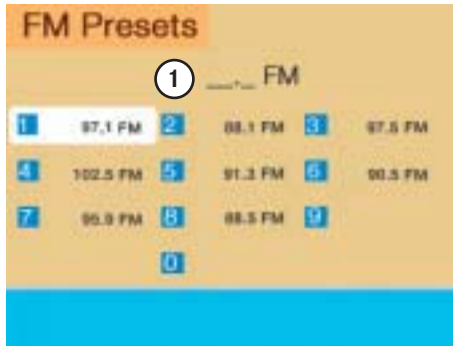 FM Presets
1 __._ FM
1 97.1 FM 2 88.1 FM 3 97.5 FM
4 102.5 FM 5 91.3 FM 6 90.5 FM
7 95.9 FM 8 88.5 FM 9
0